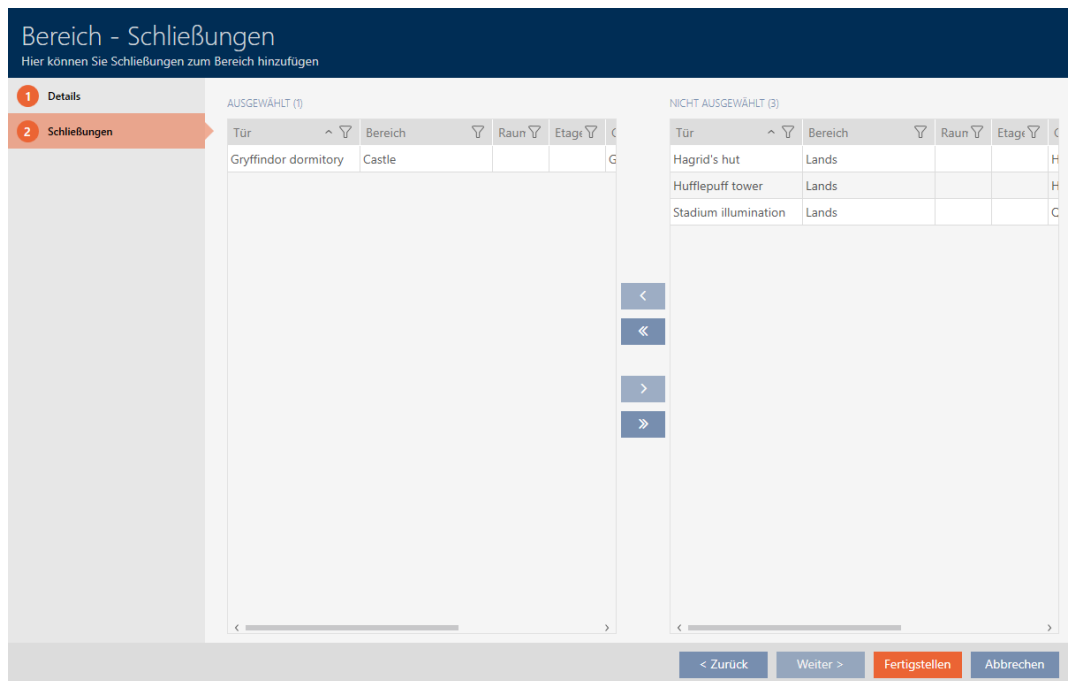 Bereich - Schließungen
Hier können Sie Schließungen zum Bereich hinzufügen
1 Details
2 Schließungen
AUSGEWÄHLT (1)
Tür Bereich Raum Etage
Gryffindor dormitory Castle G
NICHT AUSGEWÄHLT (3)
Tür Bereich Raum Etage
Hagrid's hut Lands H
Hufflepuff tower Lands H
Stadium illumination Lands
< Zurück Weiter > Fertigstellen Abbrechen